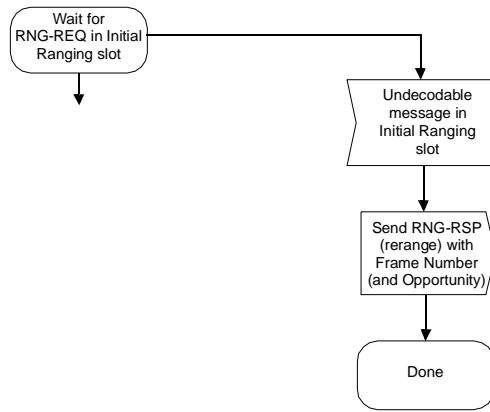 Wait for
RNG-REQ in Initial
Ranging slot
Undecodable
message in
Initial Ranging
slot
Send RNG-RSP
(rerange) with
Frame Number
(and Opportunity)
Done